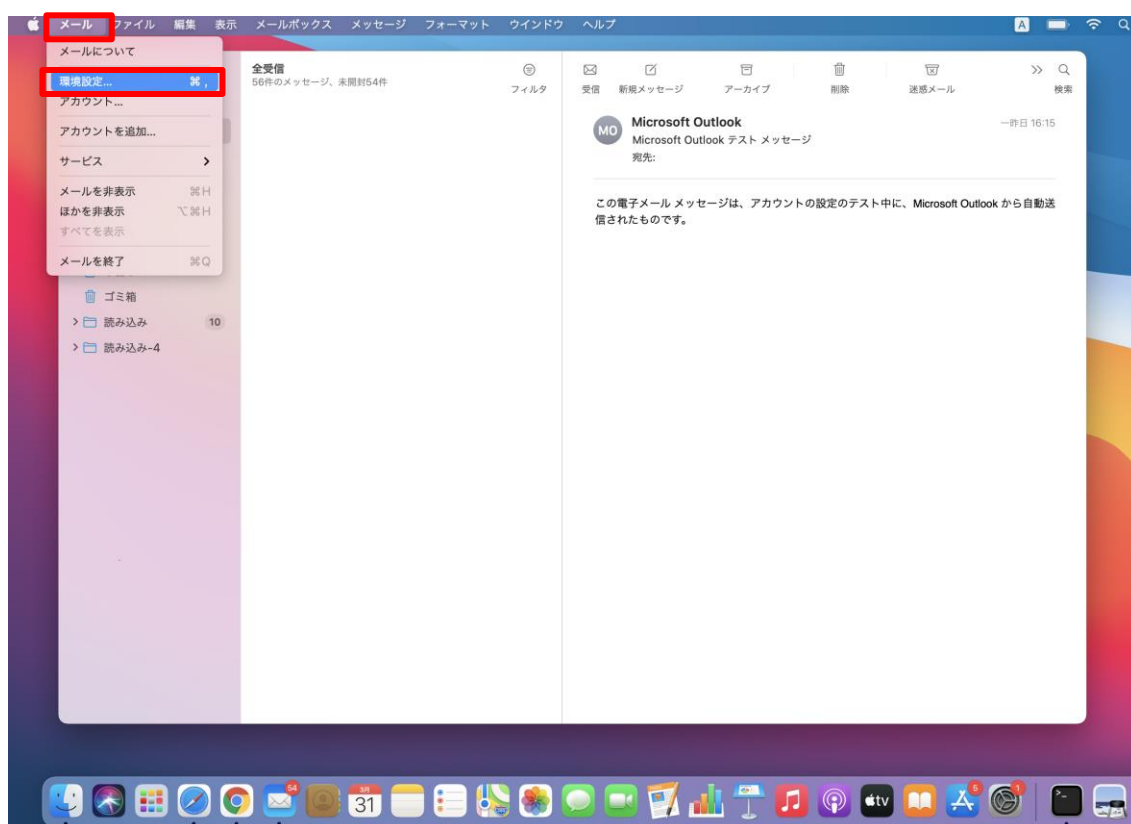 メール ファイル 編集 表示 メールボックス メッセージ フォーマット ウインドウ ヘルプ A
メールについて
環境設定... ⌘ ,
アカウント...
アカウントを追加...
サービス
メールを非表示 ⌘H
ほかを非表示 ⌥⌘H
すべてを表示
メールを終了 ⌘Q
ゴミ箱
読み込み 10
読み込み-4
全受信
56件のメッセージ、未開封54件
フィルタ
受信 新規メッセージ アーカイブ 削除 迷惑メール 検索
MO
Microsoft Outlook 一昨日 16:15
Microsoft Outlook テスト メッセージ
宛先:
この電子メール メッセージは、アカウントの設定のテスト中に、Microsoft Outlook から自動送
信されたものです。
54
3月
31
tv
6
1